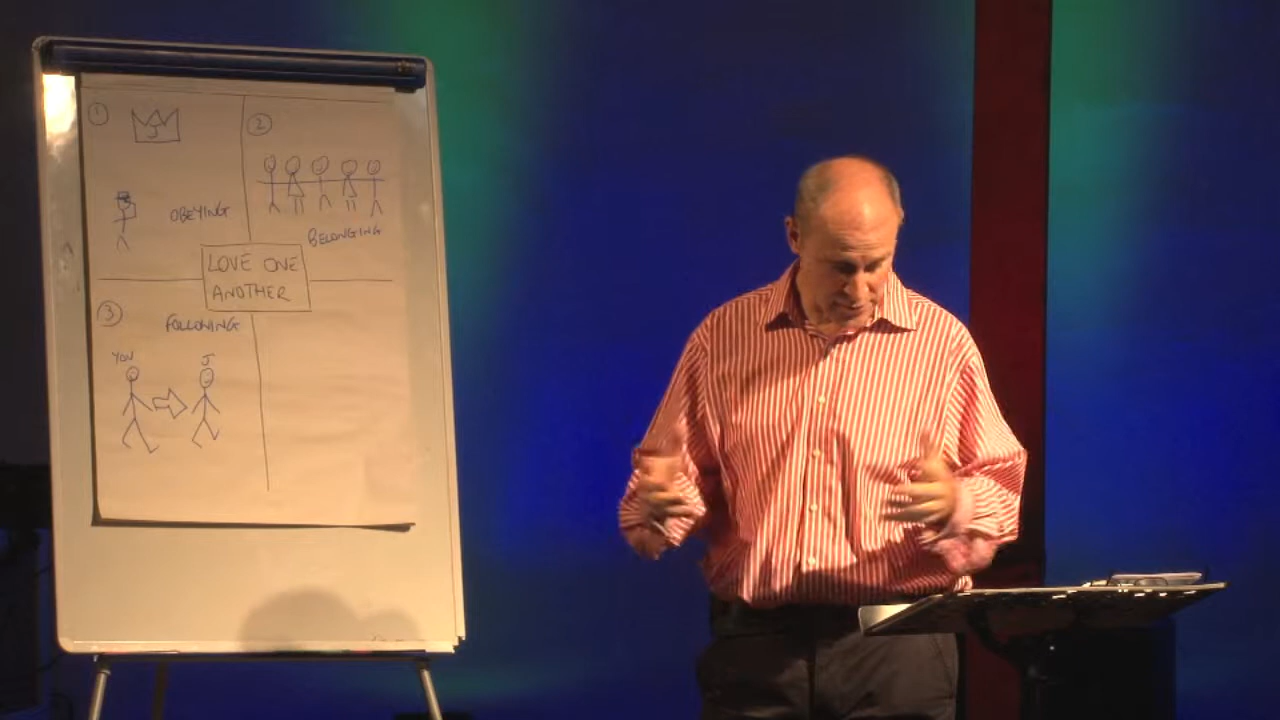 1
J
OBEYING
2
BELONGING
LOVE ONE
ANOTHER
3
FOLLOWING
YOU
J